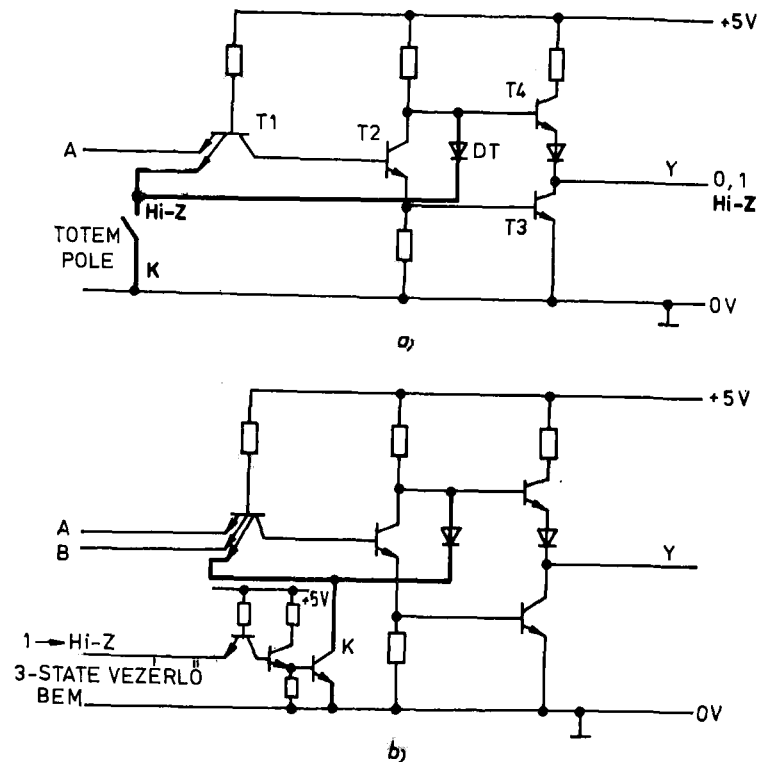 +5V
T4
T1
T2
A
DT
Y
0, 1
Hi-Z
Hi-Z
T3
TOTEM
POLE
K
0V
a)
+5V
A
B
Y
+5V
1→Hi-Z
K
3-STATE VEZÉRLŐ
BEM
0V
b)